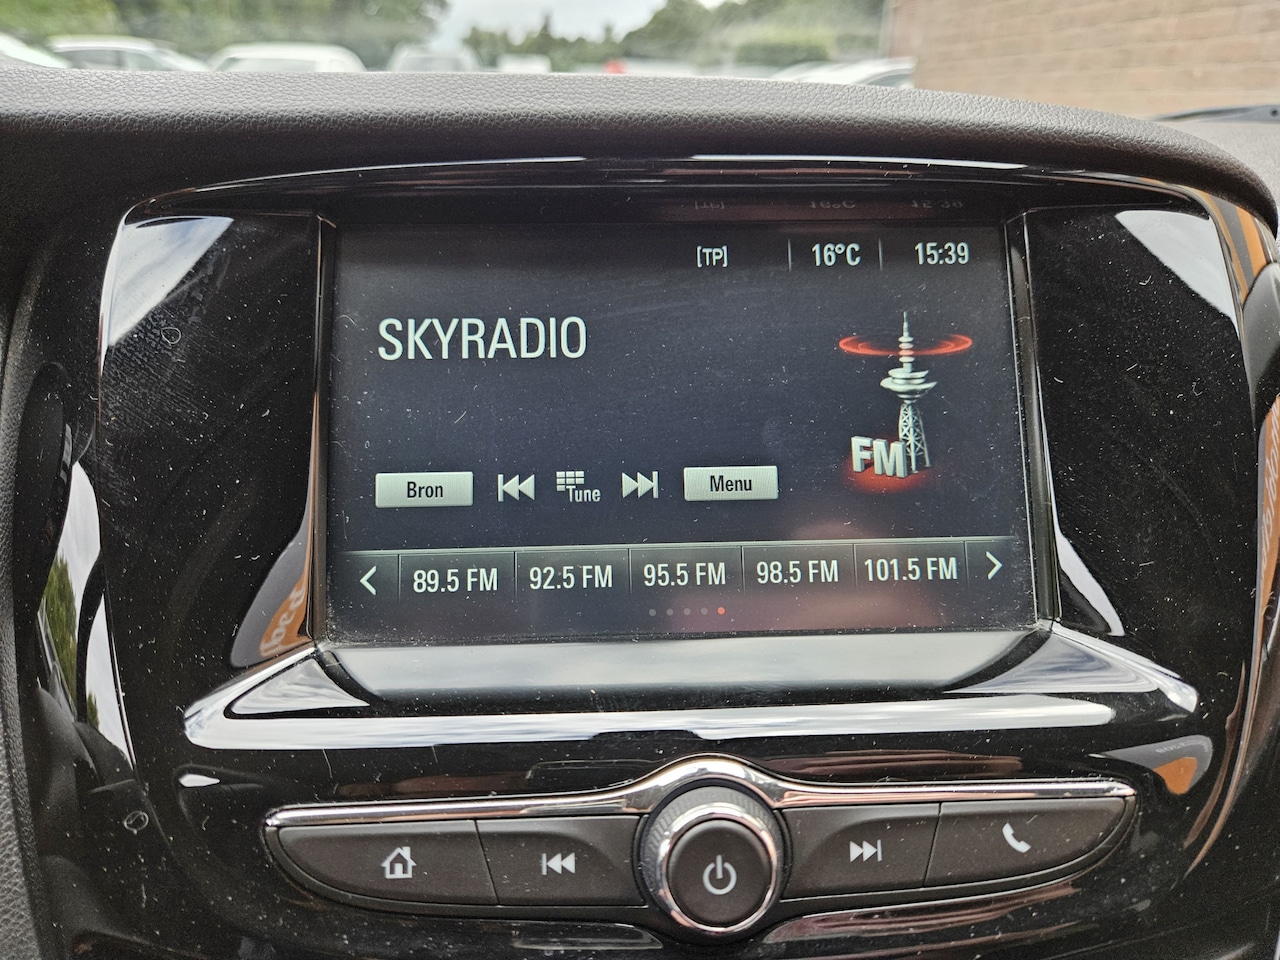 [TP] 16°C 15:39
SKYRADIO
FM
Bron Tune Menu
89.5 FM 92.5 FM 95.5 FM 98.5 FM 101.5 FM